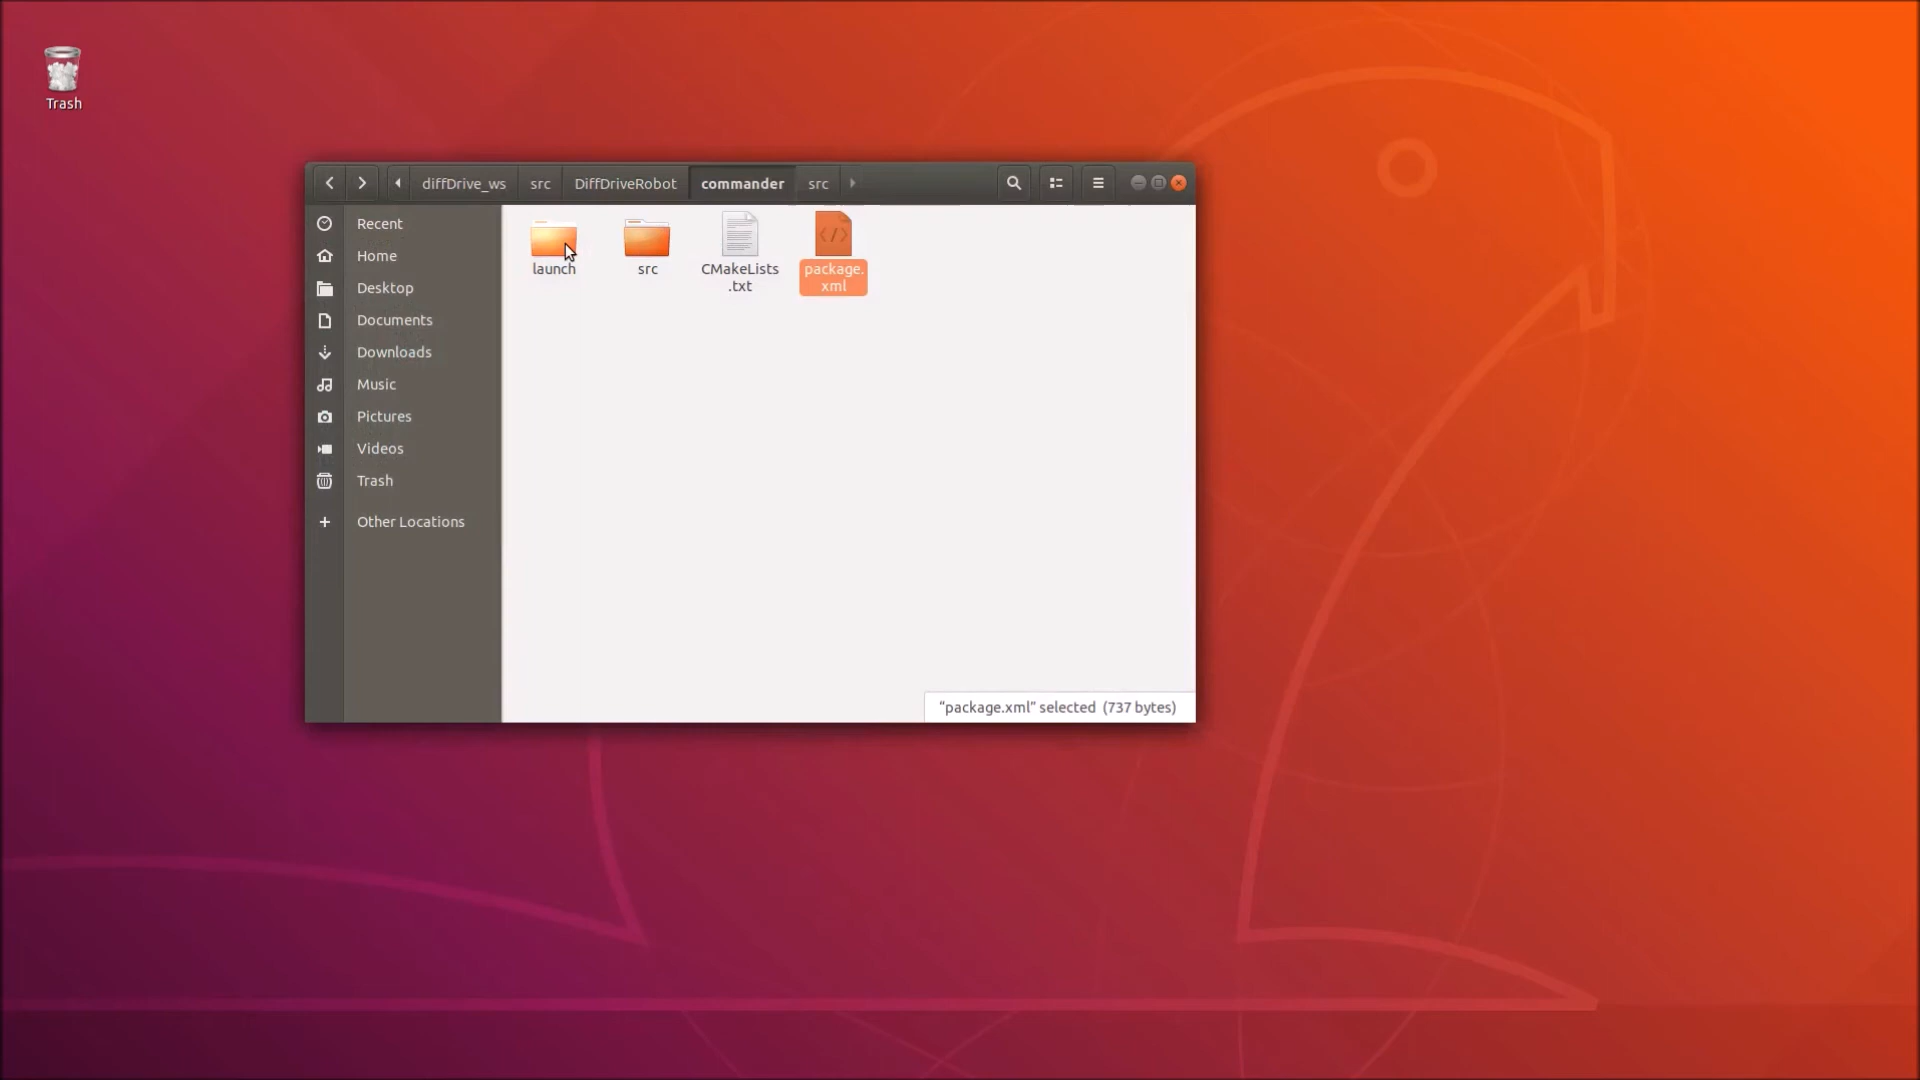 Trash
diffDrive_ws src DiffDriveRobot commander src
Recent
Home
Desktop
Documents
Downloads
Music
Pictures
Videos
Trash
Other Locations
launch
src
CMakeLists
.txt
package.
xml
“package.xml” selected (737 bytes)